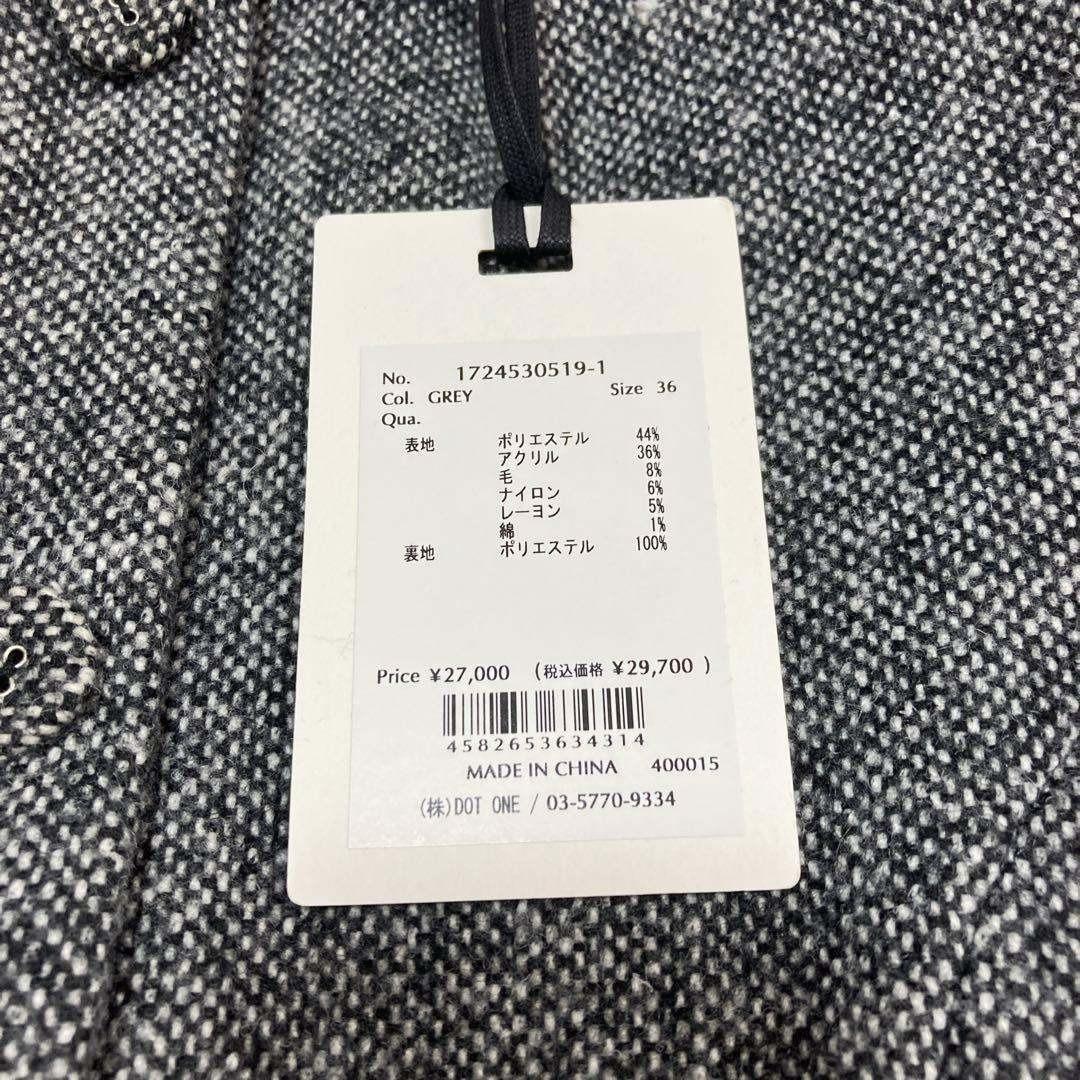 No. 1724530519-1
Col. GREY Size 36
Qua.
表地 ポリエステル 44%
アクリル 36%
毛 8%
ナイロン 6%
レーヨン 5%
綿 1%
裏地 ポリエステル 100%
Price ¥27,000 (税込価格 ¥29,700 )
4582653634314
MADE IN CHINA 400015
(株)DOT ONE / 03-5770-9334